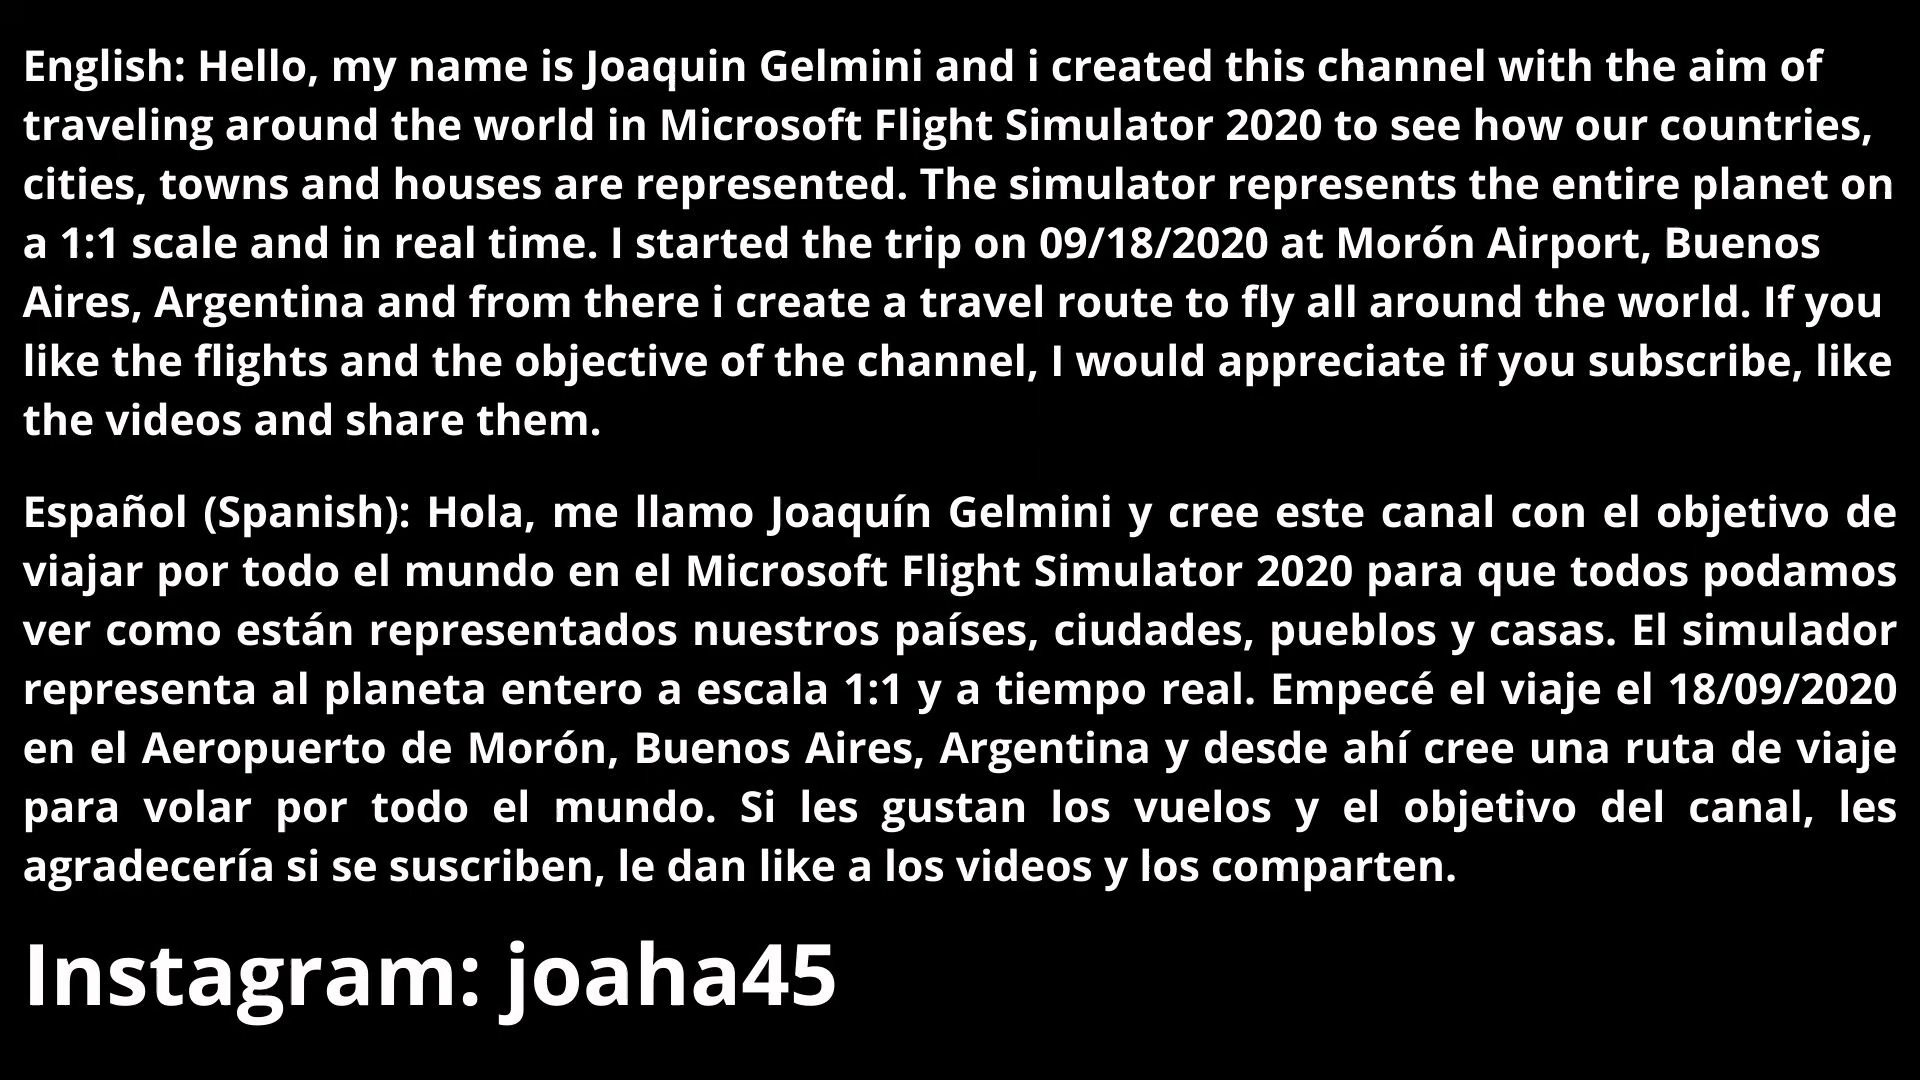 English: Hello, my name is Joaquin Gelmini and i created this channel with the aim of
traveling around the world in Microsoft Flight Simulator 2020 to see how our countries,
cities, towns and houses are represented. The simulator represents the entire planet on
a 1:1 scale and in real time. I started the trip on 09/18/2020 at Morón Airport, Buenos
Aires, Argentina and from there i create a travel route to fly all around the world. If you
like the flights and the objective of the channel, I would appreciate if you subscribe, like
the videos and share them.
Español (Spanish): Hola, me llamo Joaquín Gelmini y cree este canal con el objetivo de
viajar por todo el mundo en el Microsoft Flight Simulator 2020 para que todos podamos
ver como están representados nuestros países, ciudades, pueblos y casas. El simulador
representa al planeta entero a escala 1:1 y a tiempo real. Empecé el viaje el 18/09/2020
en el Aeropuerto de Morón, Buenos Aires, Argentina y desde ahí cree una ruta de viaje
para volar por todo el mundo. Si les gustan los vuelos y el objetivo del canal, les
agradecería si se suscriben, le dan like a los videos y los comparten.
Instagram: joaha45